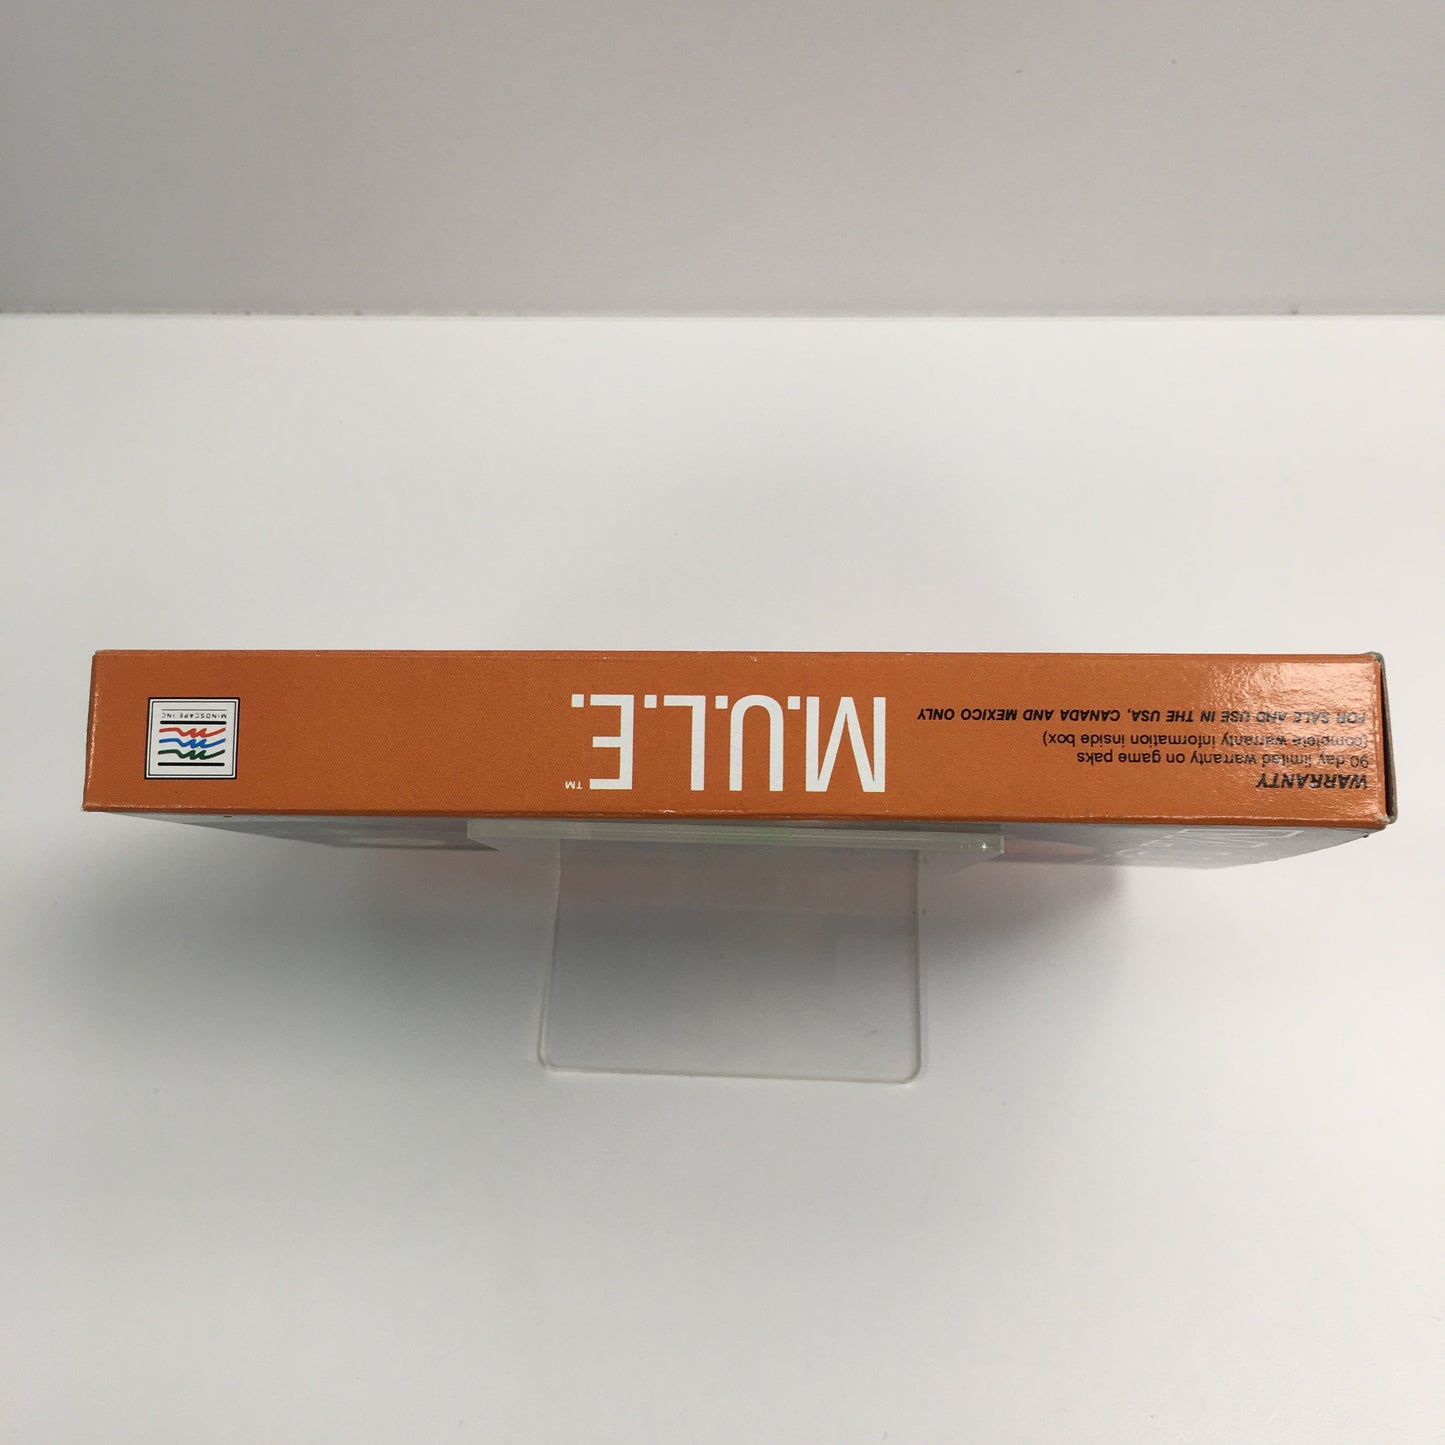 WARRANTY
90 day limited warranty on game paks
(complete warranty information inside box)
FOR SALE AND USE IN THE USA, CANADA AND MEXICO ONLY
M.U.L.E.™
MINDSCAPE INC